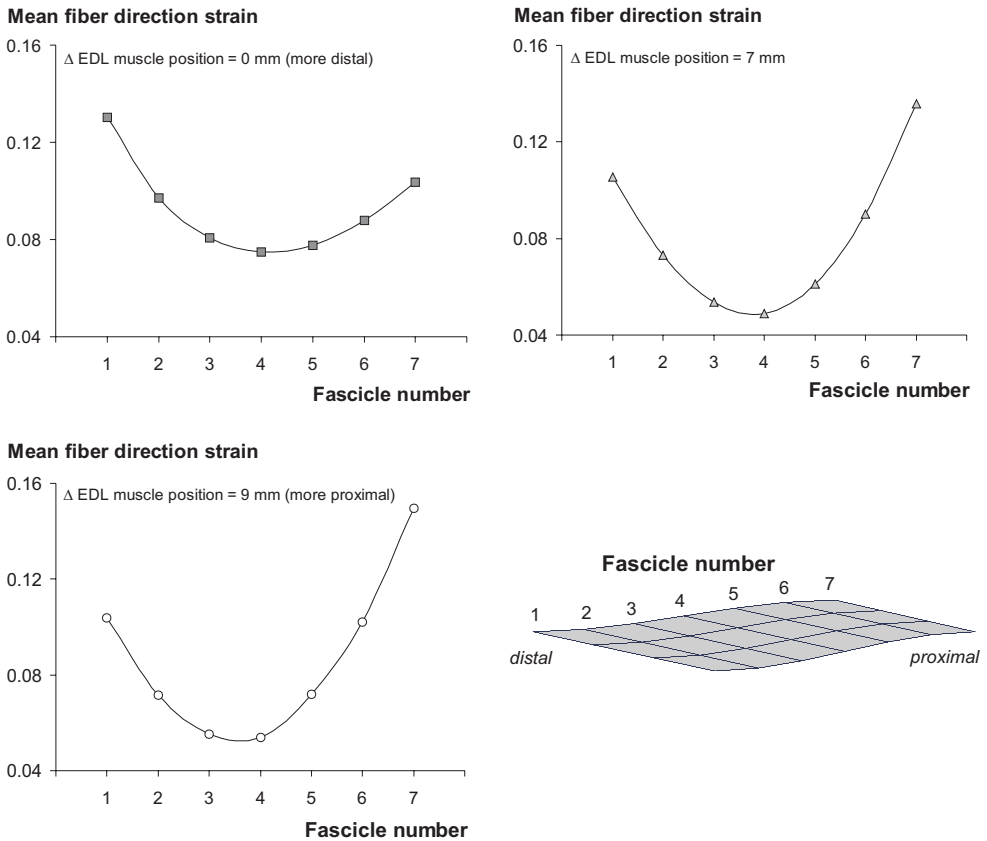 Mean fiber direction strain
0.16
0.12
0.08
0.04
Δ EDL muscle position = 0 mm (more distal)
1 2 3 4 5 6 7
Fascicle number
Mean fiber direction strain
0.16
0.12
0.08
0.04
Δ EDL muscle position = 7 mm
1 2 3 4 5 6 7
Fascicle number
Mean fiber direction strain
0.16
0.12
0.08
0.04
Δ EDL muscle position = 9 mm (more proximal)
1 2 3 4 5 6 7
Fascicle number
Fascicle number
1 2 3 4 5 6 7
distal
proximal